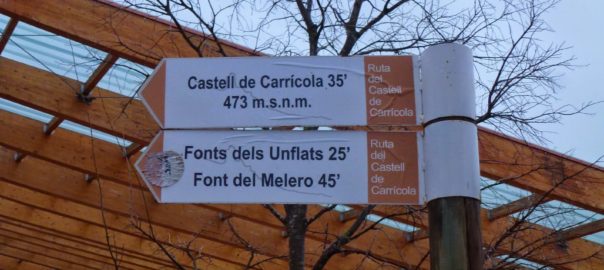 Castell de Carrícola 35'
473 m.s.n.m.
Ruta
del
Castell
de
Carrícola
Fonts dels Unflats 25'
Font del Melero 45'
Ruta
del
Castell
de
Carrícola